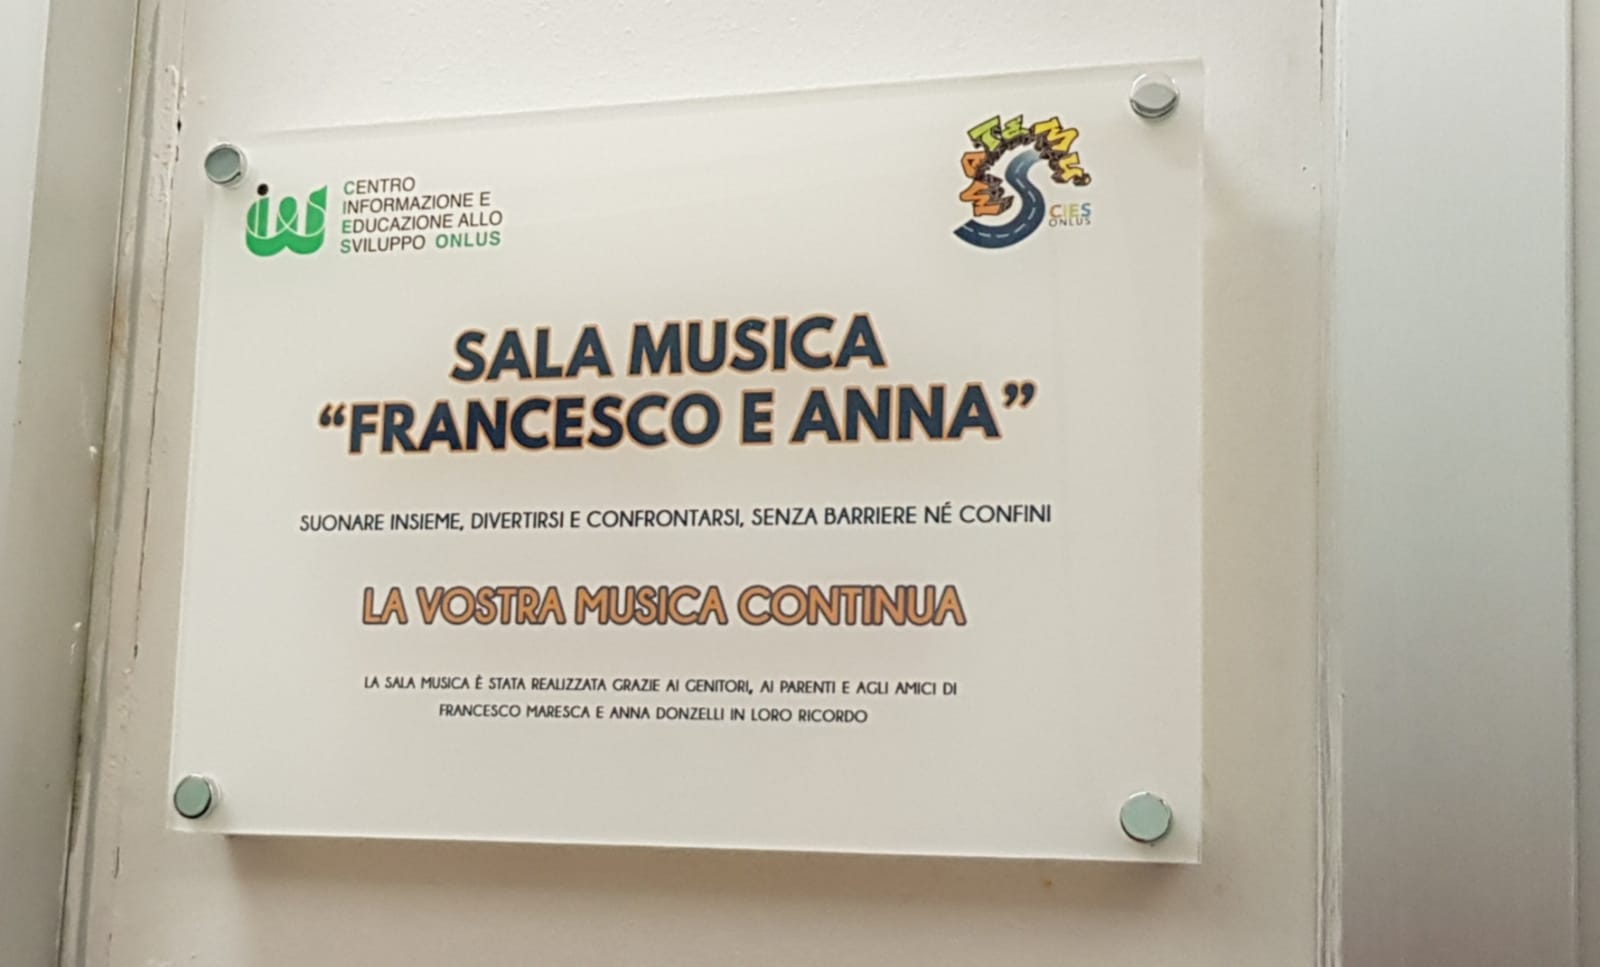 CENTRO
INFORMAZIONE E
EDUCAZIONE ALLO
SVILUPPO ONLUS
MATEMÙ
CIES
ONLUS
SALA MUSICA
“FRANCESCO E ANNA”
SUONARE INSIEME, DIVERTIRSI E CONFRONTARSI, SENZA BARRIERE NÉ CONFINI
LA VOSTRA MUSICA CONTINUA
LA SALA MUSICA È STATA REALIZZATA GRAZIE AI GENITORI, AI PARENTI E AGLI AMICI DI
FRANCESCO MARESCA E ANNA DONZELLI IN LORO RICORDO